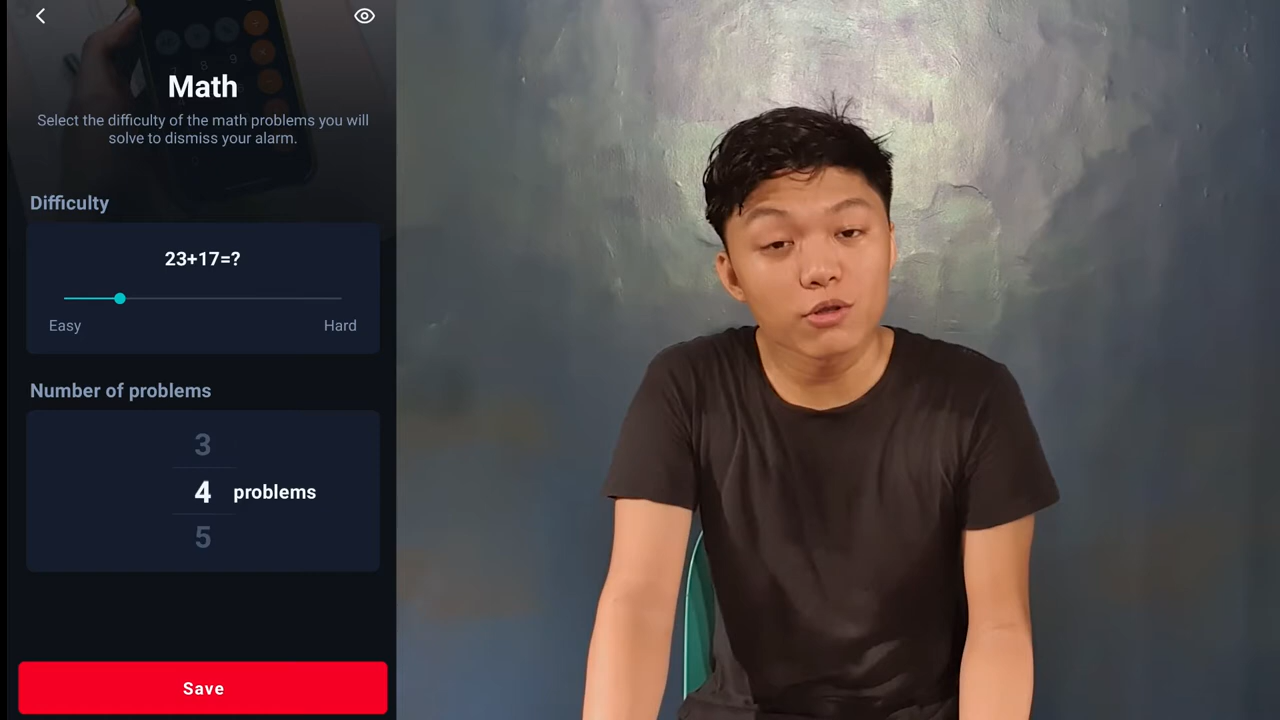 Math
Select the difficulty of the math problems you will
solve to dismiss your alarm.
Difficulty
23+17=?
Easy Hard
Number of problems
3
4 problems
5
Save